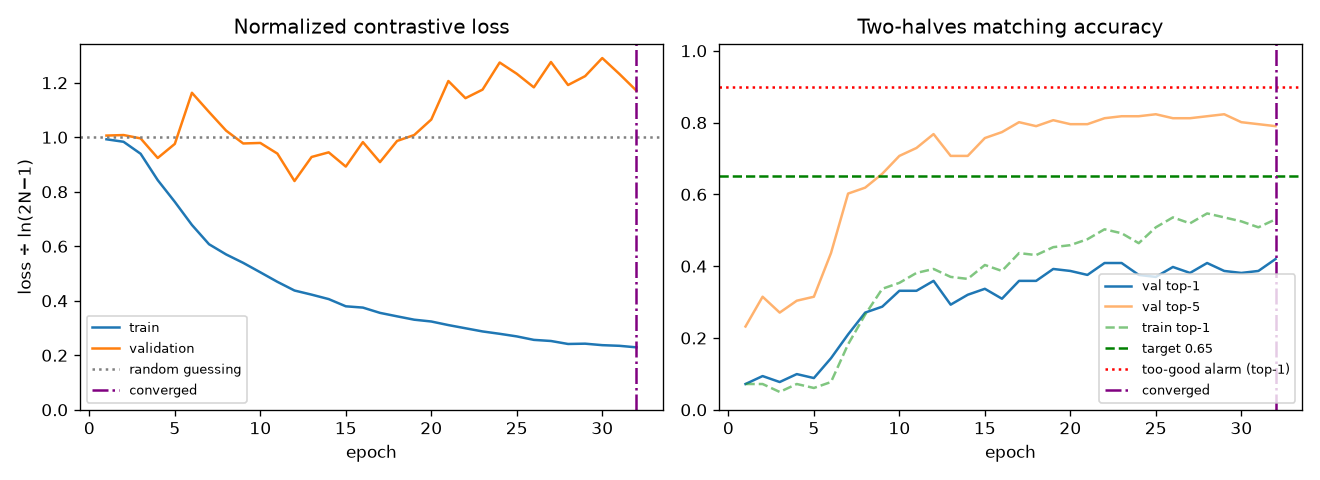 Normalized contrastive loss
loss ÷ ln(2N−1)
1.2
1.0
0.8
0.6
0.4
0.2
0.0
train
validation
random guessing
converged
0 5 10 15 20 25 30
epoch
Two-halves matching accuracy
1.0
0.8
0.6
0.4
0.2
0.0
val top-1
val top-5
train top-1
target 0.65
too-good alarm (top-1)
converged
0 5 10 15 20 25 30
epoch